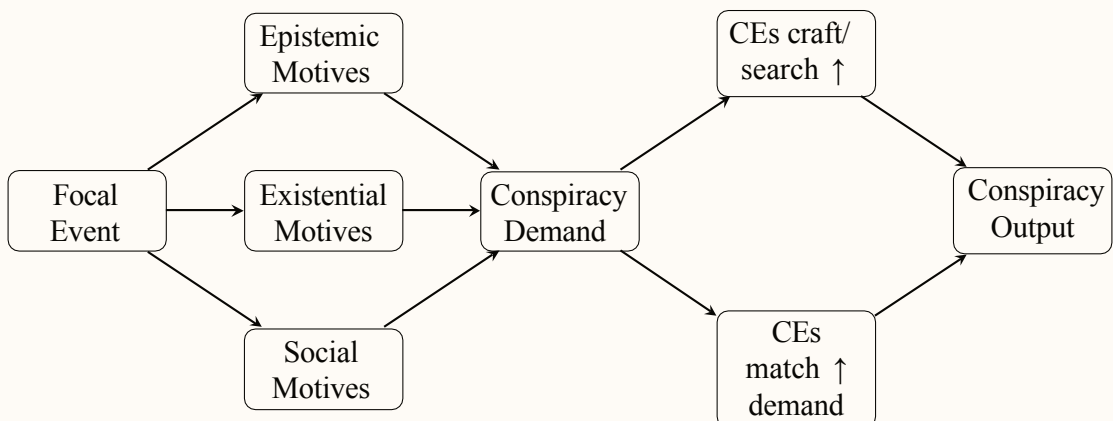 Epistemic
Motives
CEs craft/
search ↑
Focal
Event
Existential
Motives
Conspiracy
Demand
Conspiracy
Output
Social
Motives
CEs
match ↑
demand